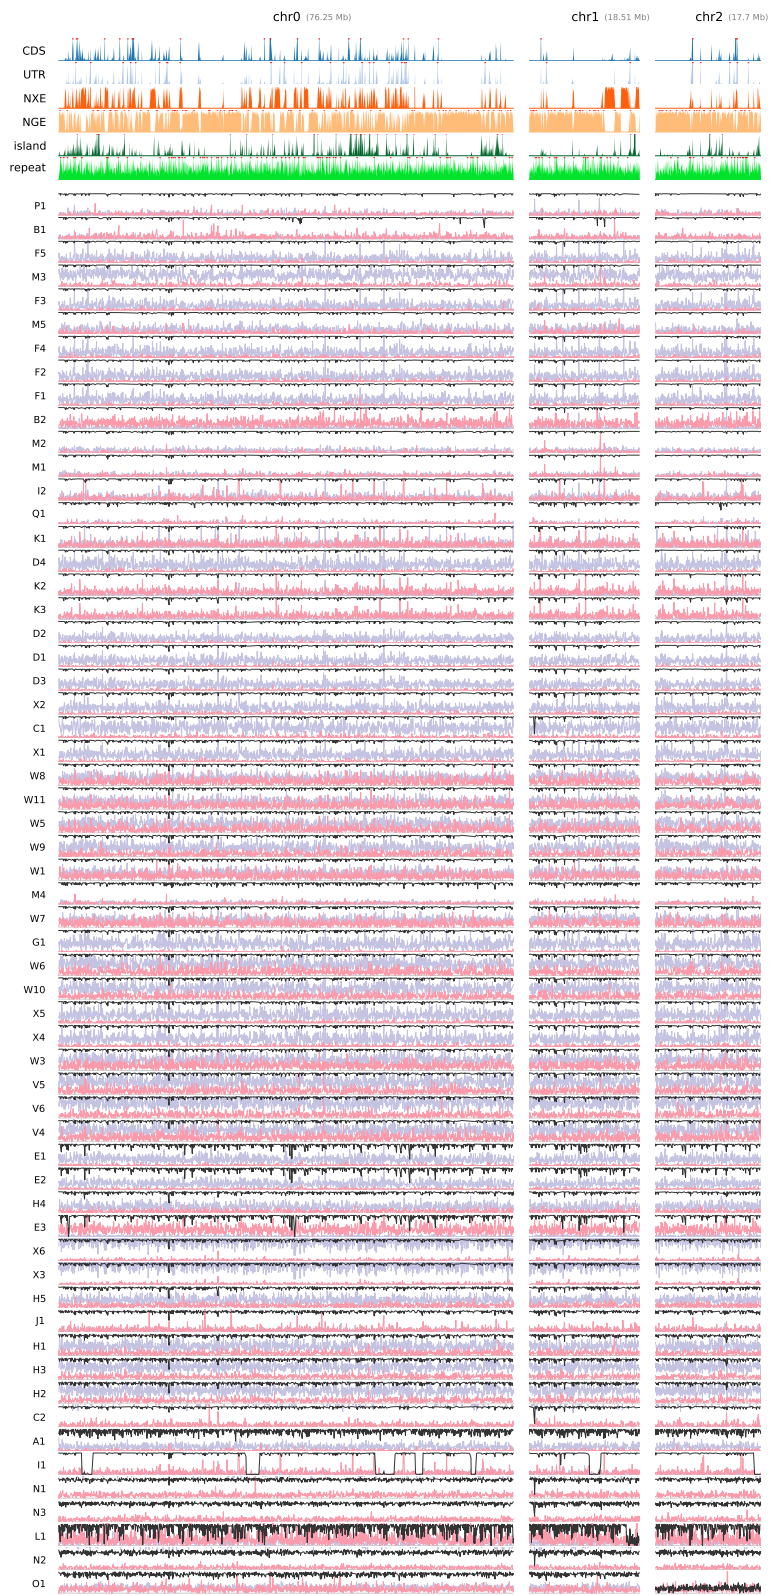 chr0 (76.25 Mb) chr1 (18.51 Mb) chr2 (17.7 Mb)
CDS
UTR
NXE
NGE
island
repeat
P1
B1
F5
M3
F3
M5
F4
F2
F1
B2
M2
M1
I2
Q1
K1
D4
K2
K3
D2
D1
D3
X2
C1
X1
W8
W11
W5
W9
W1
M4
W7
G1
W6
W10
X5
X4
W3
V5
V6
V4
E1
E2
H4
E3
X6
X3
H5
J1
H1
H3
H2
C2
A1
I1
N1
N3
L1
N2
O1